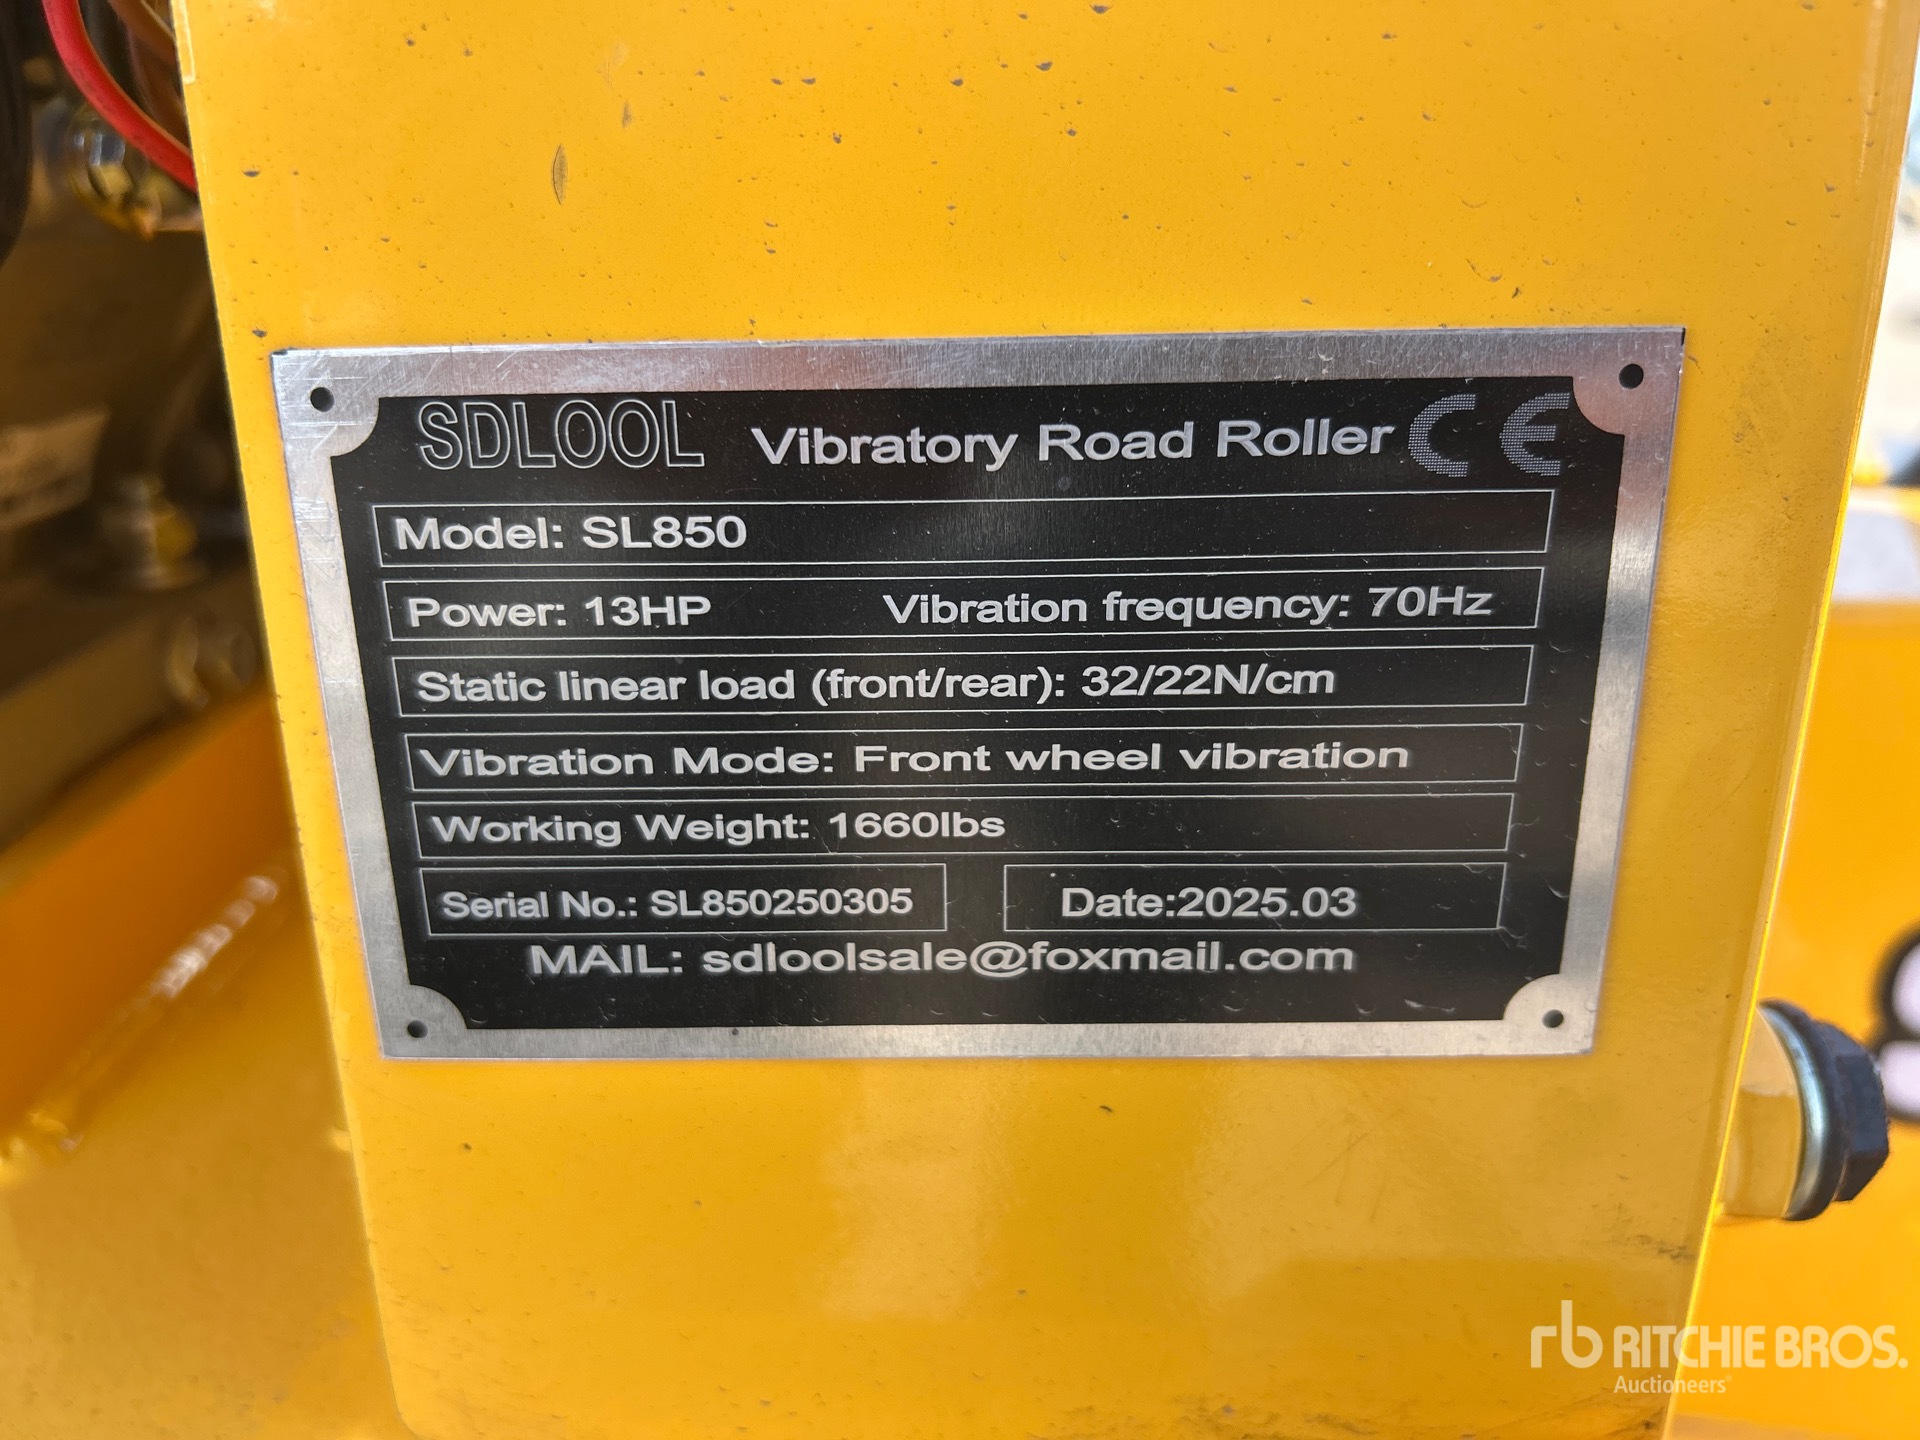 SDLOOL Vibratory Road Roller CE
Model: SL850
Power: 13HP Vibration frequency: 70Hz
Static linear load (front/rear): 32/22N/cm
Vibration Mode: Front wheel vibration
Working Weight: 1660lbs
Serial No.: SL850250305 Date:2025.03
MAIL: sdloolsale@foxmail.com
rb RITCHIE BROS.
Auctioneers